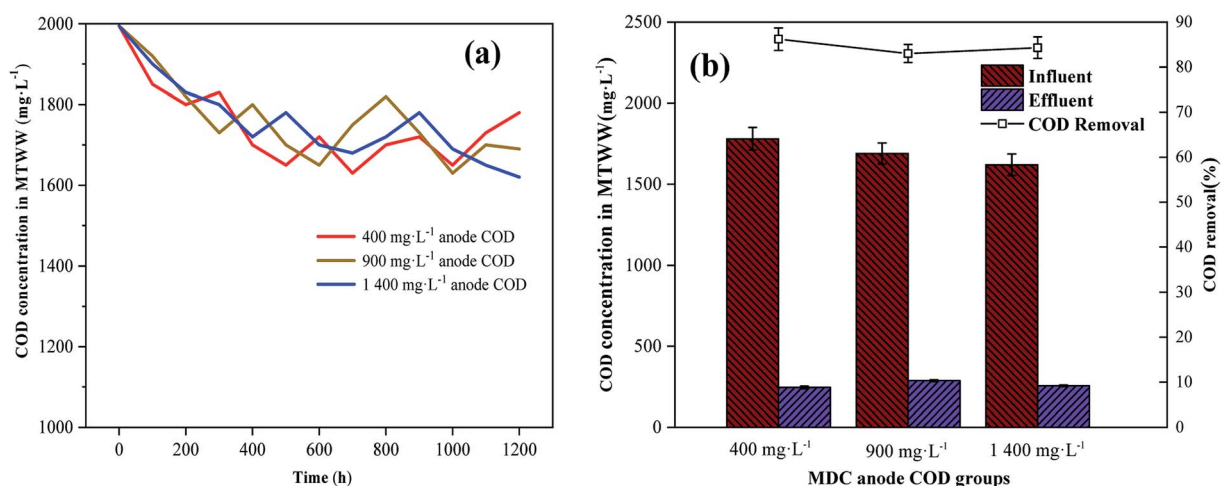 2000
1800
1600
1400
1200
1000
COD concentration in MTWW (mg·L⁻¹)
(a)
400 mg·L⁻¹ anode COD
900 mg·L⁻¹ anode COD
1 400 mg·L⁻¹ anode COD
0 200 400 600 800 1000 1200
Time (h)
2500
2000
1500
1000
500
0
COD concentration in MTWW(mg·L⁻¹)
(b)
Influent
Effluent
COD Removal
90
80
70
60
50
40
30
20
10
0
COD removal(%)
400 mg·L⁻¹ 900 mg·L⁻¹ 1 400 mg·L⁻¹
MDC anode COD groups